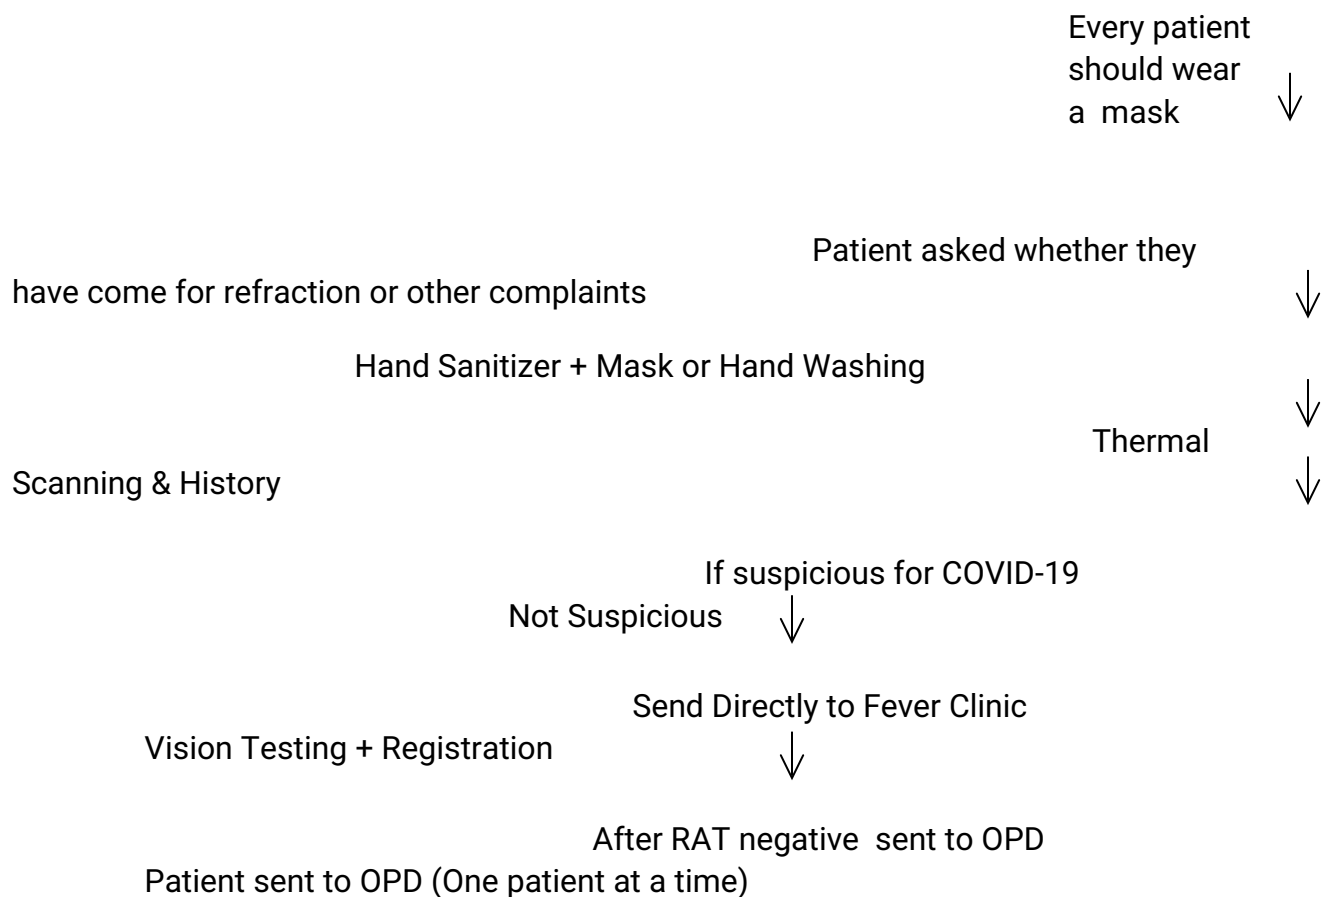 Every patient
should wear
a mask
Patient asked whether they
have come for refraction or other complaints
Hand Sanitizer + Mask or Hand Washing
Thermal
Scanning & History
If suspicious for COVID-19
Not Suspicious
Send Directly to Fever Clinic
Vision Testing + Registration
After RAT negative sent to OPD
Patient sent to OPD (One patient at a time)